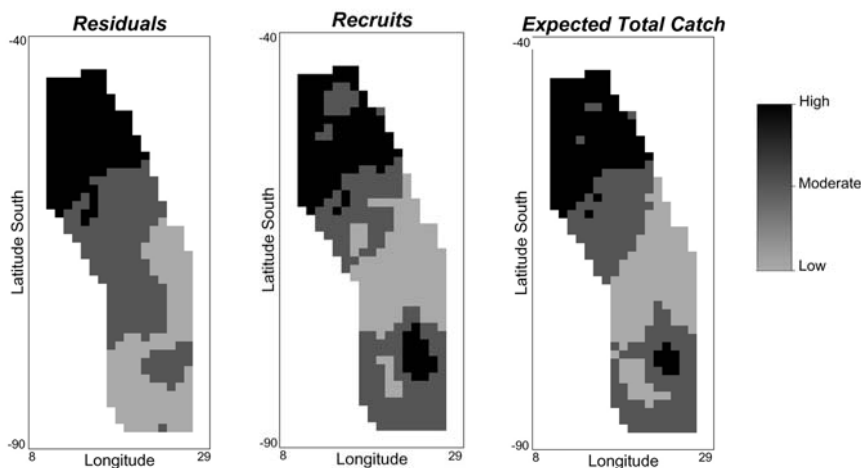 Residuals
-40
Latitude South
-90
8
Longitude
29
Recruits
-40
Latitude South
-90
8
Longitude
29
Expected Total Catch
-40
Latitude South
-90
8
Longitude
29
High
Moderate
Low